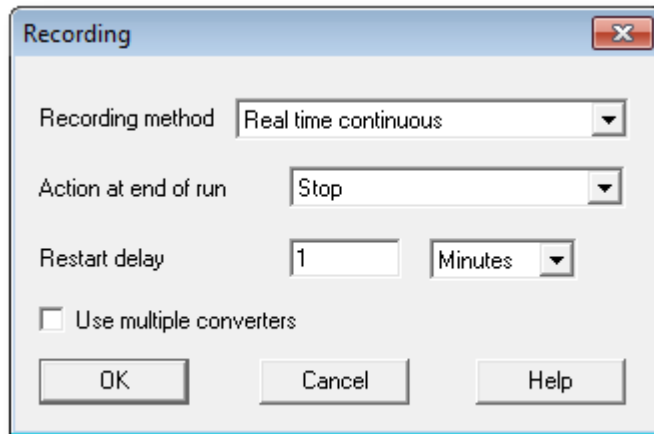 Recording
Recording method Real time continuous
Action at end of run Stop
Restart delay 1 Minutes
Use multiple converters
OK Cancel Help